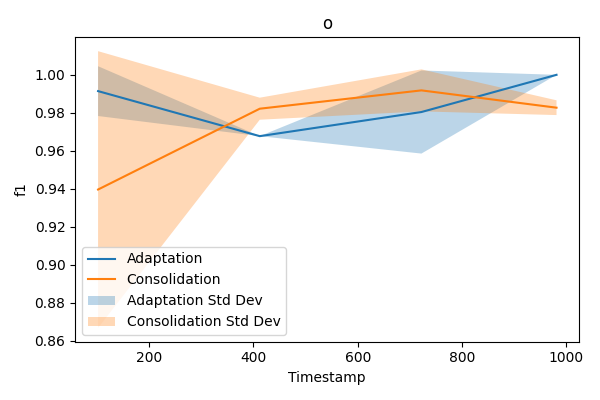 o
1.00
0.98
0.96
0.94
0.92
0.90
0.88
0.86
f1
Adaptation
Consolidation
Adaptation Std Dev
Consolidation Std Dev
200
400
600
800
1000
Timestamp